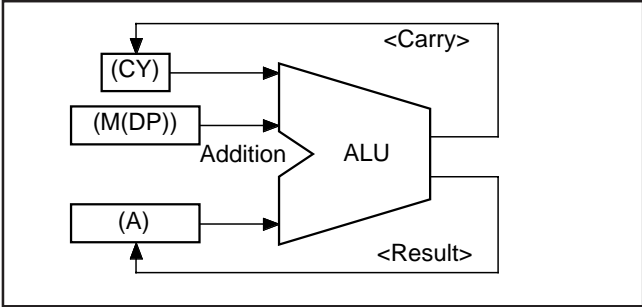 <Carry>
(CY)
(M(DP))
Addition
ALU
(A)
<Result>